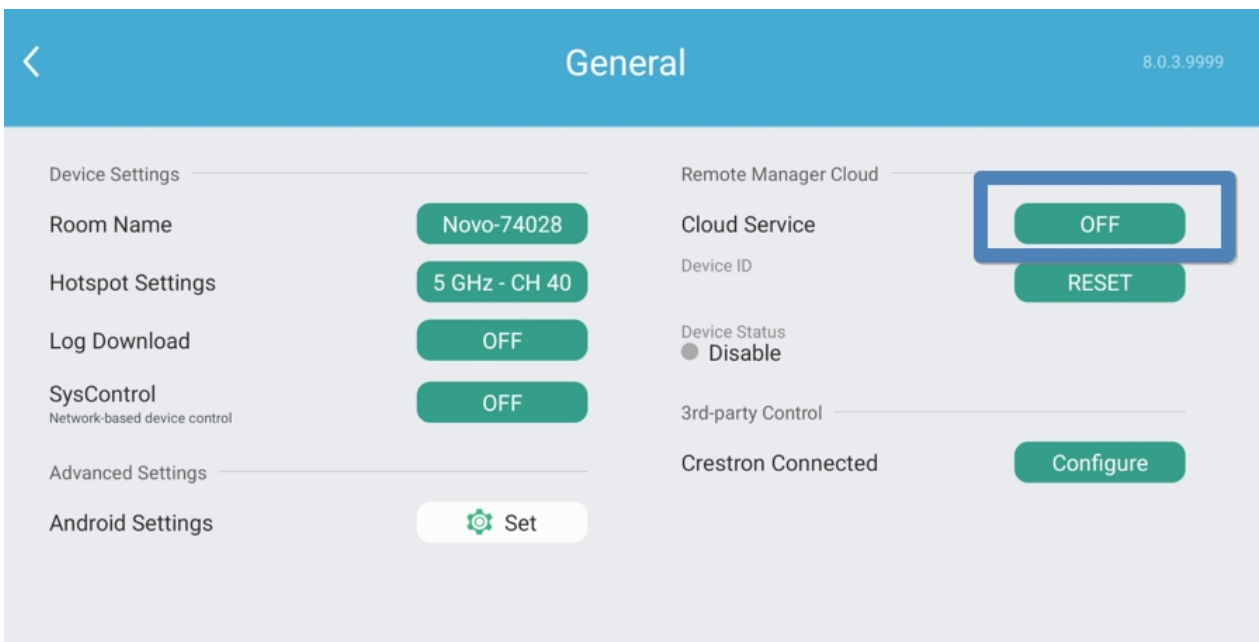 General
8.0.3.9999
Device Settings
Room Name
Novo-74028
Hotspot Settings
5 GHz - CH 40
Log Download
OFF
SysControl
Network-based device control
OFF
Advanced Settings
Android Settings
Set
Remote Manager Cloud
Cloud Service
OFF
Device ID
RESET
Device Status
Disable
3rd-party Control
Crestron Connected
Configure